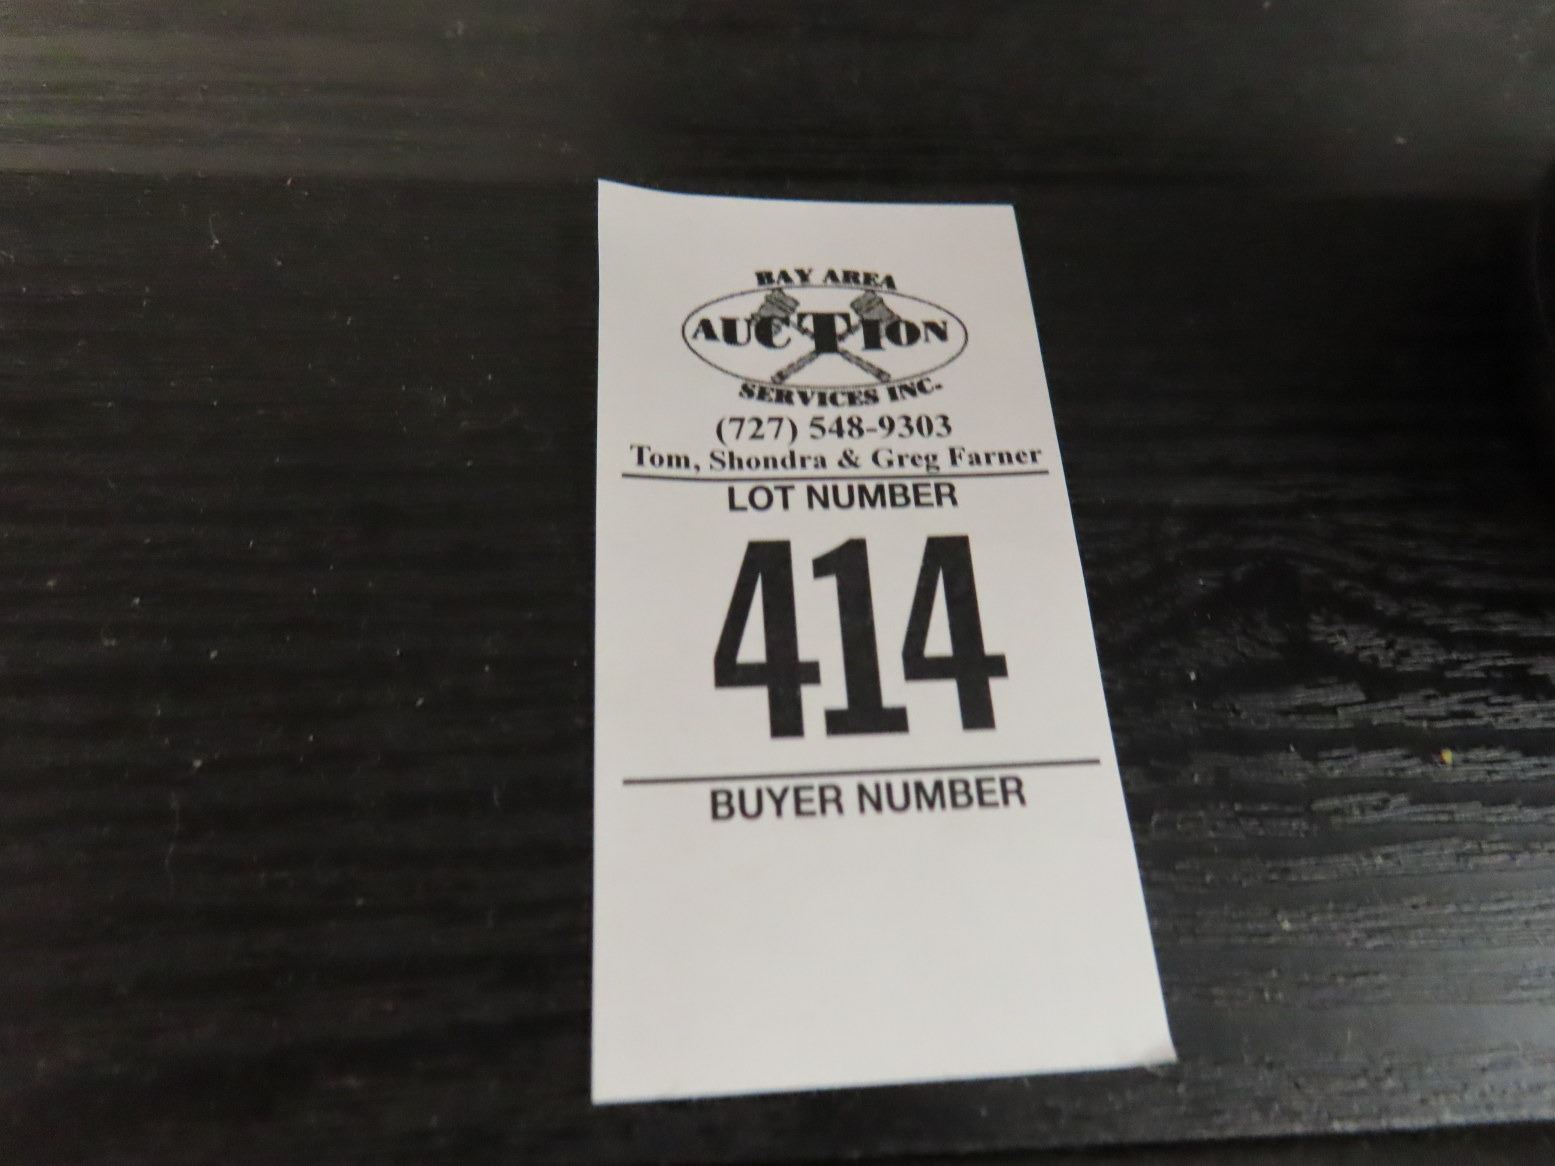 BAY AREA
AUCTION
SERVICES INC.
(727) 548-9303
Tom, Shondra & Greg Farner
LOT NUMBER
414
BUYER NUMBER